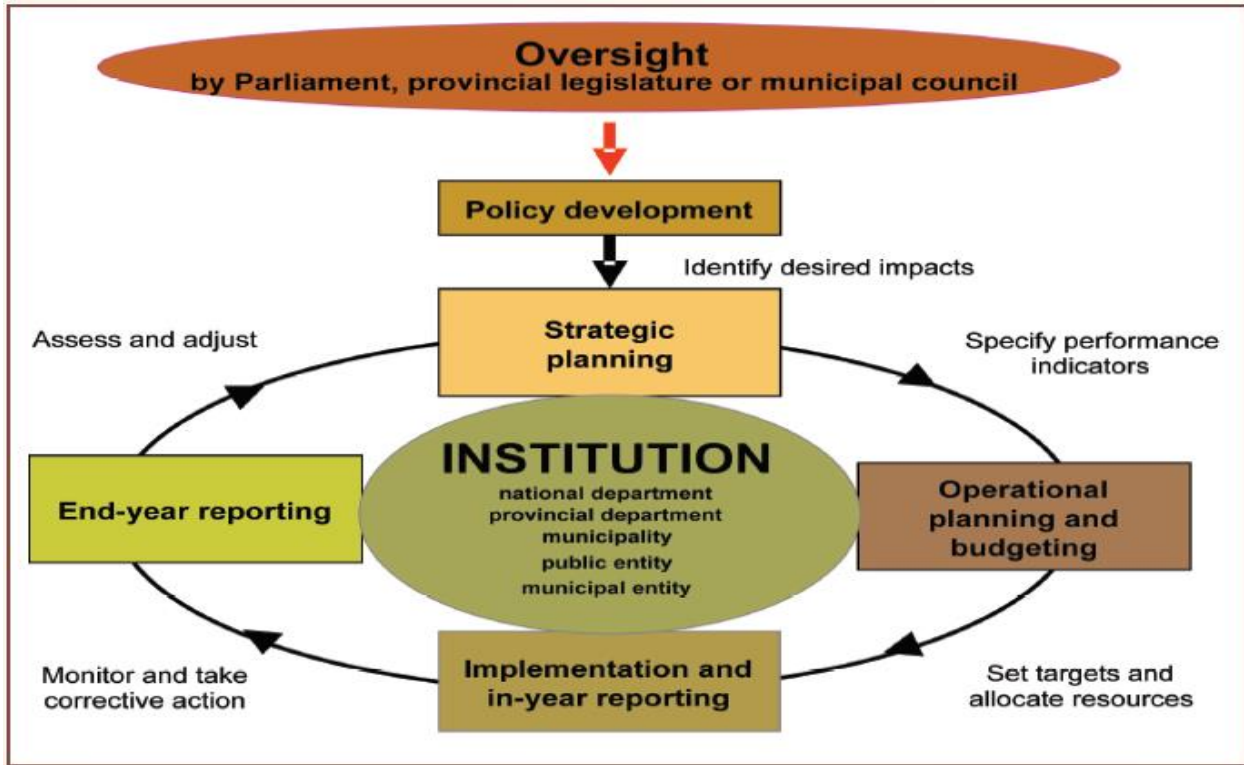 Oversight
by Parliament, provincial legislature or municipal council
Policy development
Identify desired impacts
Strategic
planning
Assess and adjust
Specify performance
indicators
INSTITUTION
national department
provincial department
municipality
public entity
municipal entity
End-year reporting
Operational
planning and
budgeting
Implementation and
in-year reporting
Monitor and take
corrective action
Set targets and
allocate resources